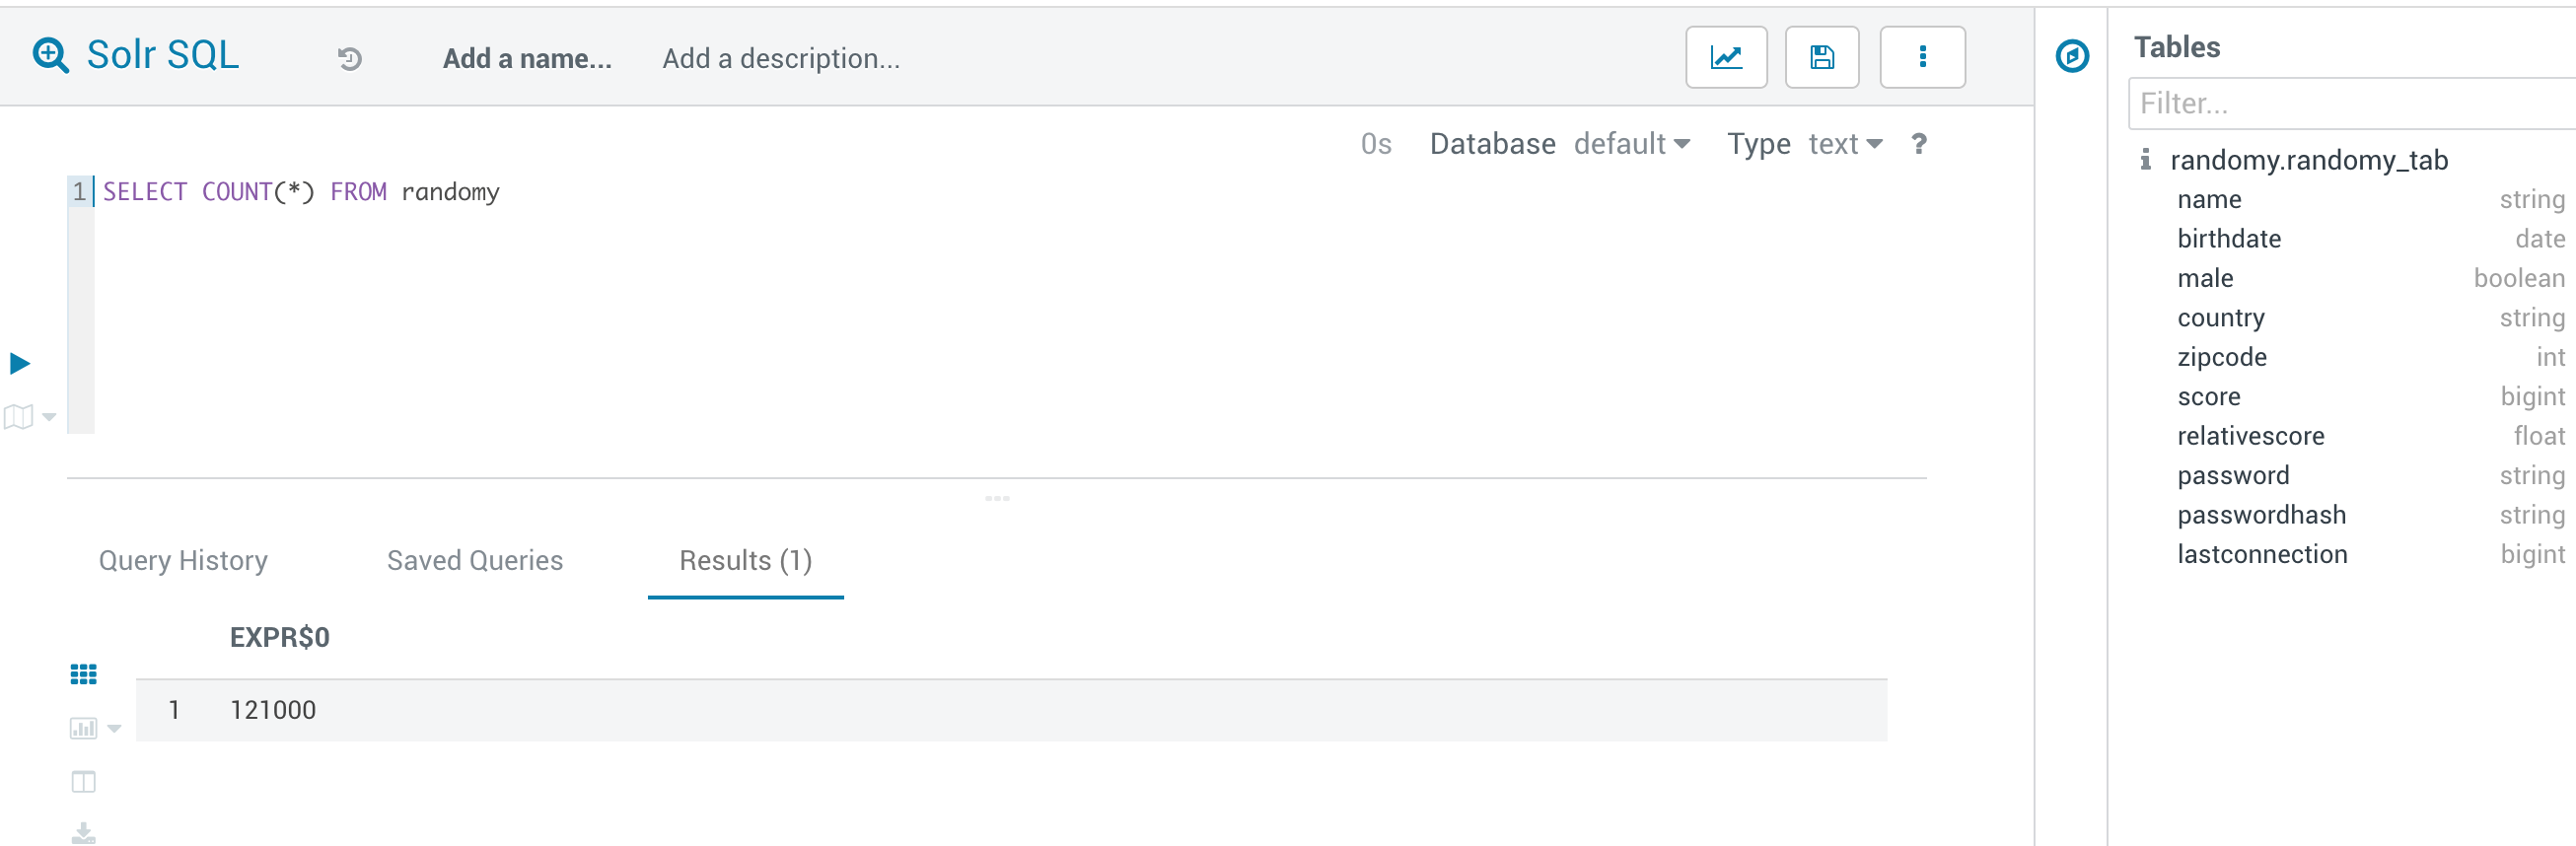 Solr SQL
Add a name...
Add a description...
0s Database default Type text ?
1 SELECT COUNT(*) FROM randomy
Query History
Saved Queries
Results (1)
EXPR$0
1 121000
Tables
Filter...
randomy.randomy_tab
name string
birthdate date
male boolean
country string
zipcode int
score bigint
relativescore float
password string
passwordhash string
lastconnection bigint